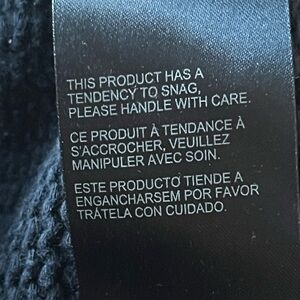 THIS PRODUCT HAS A
TENDENCY TO SNAG,
PLEASE HANDLE WITH CARE.
CE PRODUIT À TENDANCE À
S'ACCROCHER, VEUILLEZ
MANIPULER AVEC SOIN.
ESTE PRODUCTO TIENDE A
ENGANCHARSEM POR FAVOR
TRÁTELA CON CUIDADO.